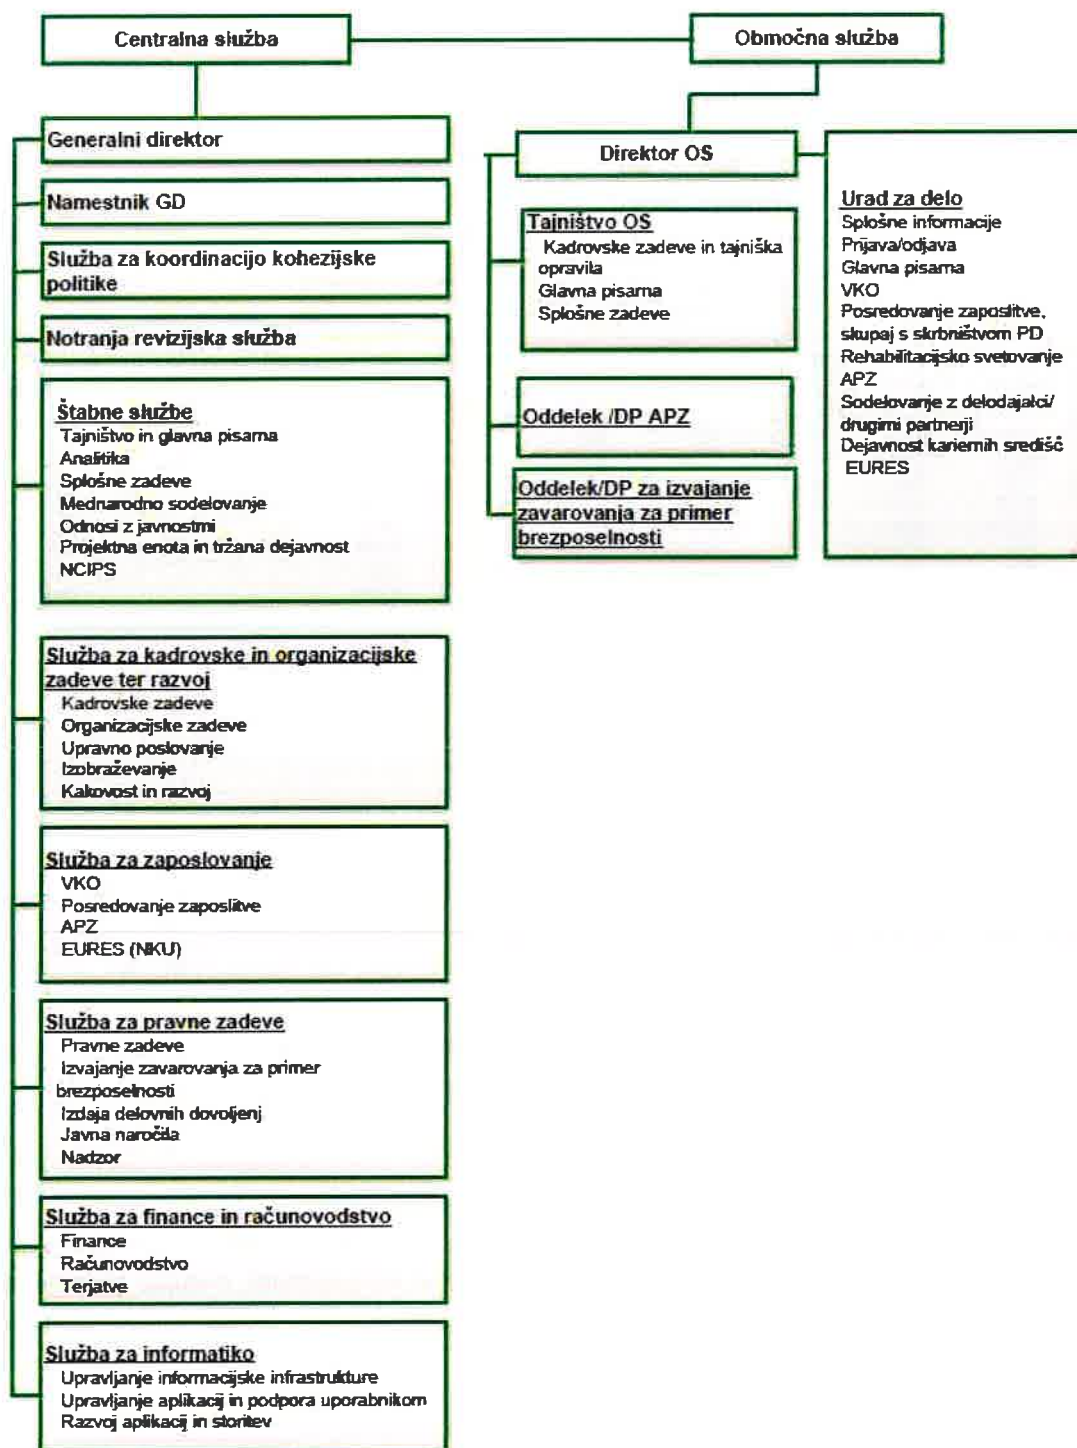 Centralna služba
Območna služba
Generalni direktor
Namestnik GD
Služba za koordinacijo kohezijske
politike
Notranja revizijska služba
Štabne službe
Tajništvo in glavna pisarna
Analitika
Splošne zadeve
Mednarodno sodelovanje
Odnosi z javnostmi
Projektna enota in tržana dejavnost
NCIPS
Služba za kadrovske in organizacijske
zadeve ter razvoj
Kadrovske zadeve
Organizacijske zadeve
Upravno poslovanje
Izobraževanje
Kakovost in razvoj
Služba za zaposlovanje
VKO
Posredovanje zaposlitve
APZ
EURES (NKU)
Služba za pravne zadeve
Pravne zadeve
Izvajanje zavarovanja za primer
brezposelnosti
Izdaja delovnih dovoljenj
Javna naročila
Nadzor
Služba za finance in računovodstvo
Finance
Računovodstvo
Terjatve
Služba za informatiko
Upravljanje informacijske infrastrukture
Upravljanje aplikacij in podpora uporabnikom
Razvoj aplikacij in storitev
Direktor OS
Tajništvo OS
Kadrovske zadeve in tajniška
opravila
Glavna pisarna
Splošne zadeve
Oddelek /DP APZ
Oddelek/DP za izvajanje
zavarovanja za primer
brezposelnosti
Urad za delo
Splošne informacije
Prijava/odjava
Glavna pisarna
VKO
Posredovanje zaposlitve,
skupaj s skrbništvom PD
Rehabilitacijsko svetovanje
APZ
Sodelovanje z delodajalci/
drugimi partnerji
Dejavnost kariernih središč
EURES